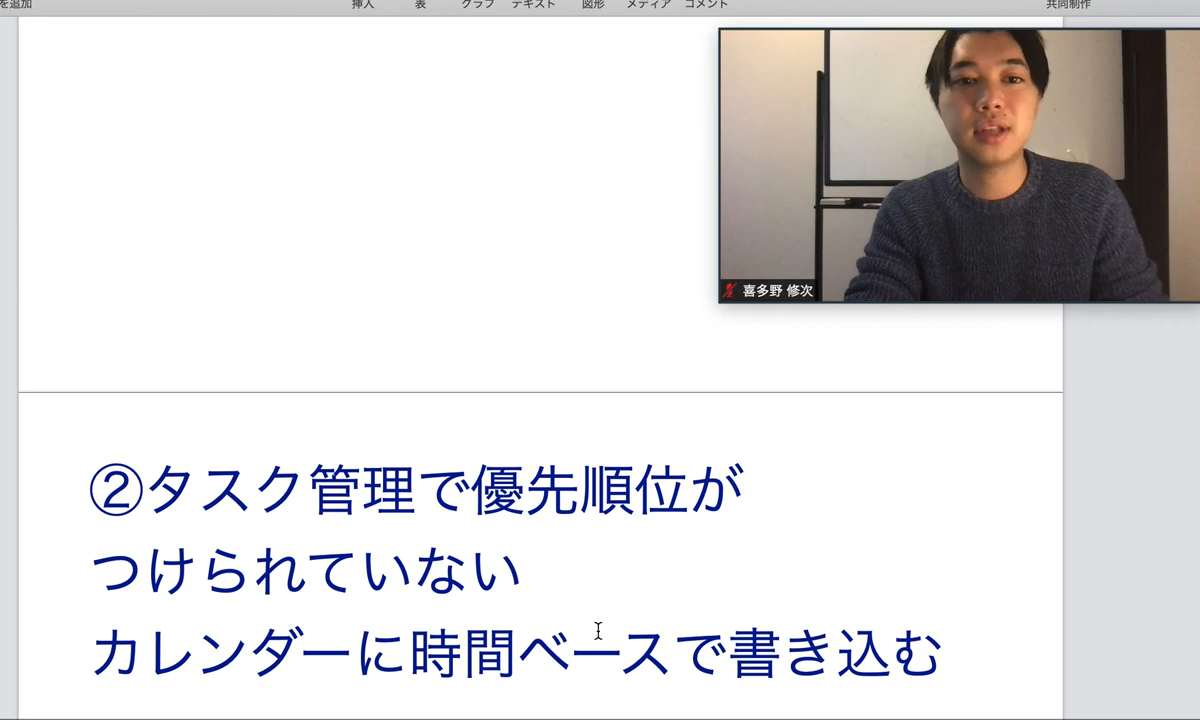 を追加
挿入
表
グラフ
テキスト
図形
メディア
コメント
共同制作
喜多野 修次
②タスク管理で優先順位が
つけられていない
カレンダーに時間ベースで書き込む